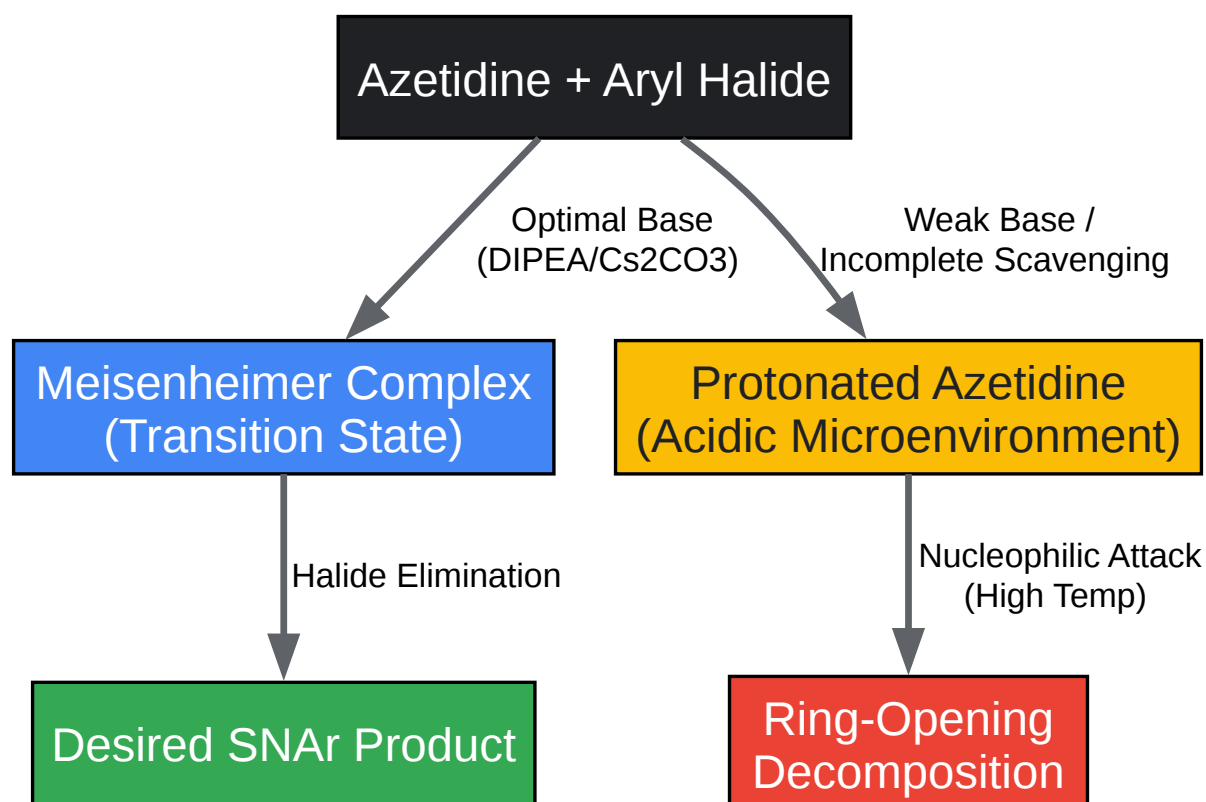 Azetidine + Aryl Halide
Optimal Base
(DIPEA/Cs2CO3)
Weak Base /
Incomplete Scavenging
Meisenheimer Complex
(Transition State)
Protonated Azetidine
(Acidic Microenvironment)
Halide Elimination
Nucleophilic Attack
(High Temp)
Desired SNAr Product
Ring-Opening
Decomposition